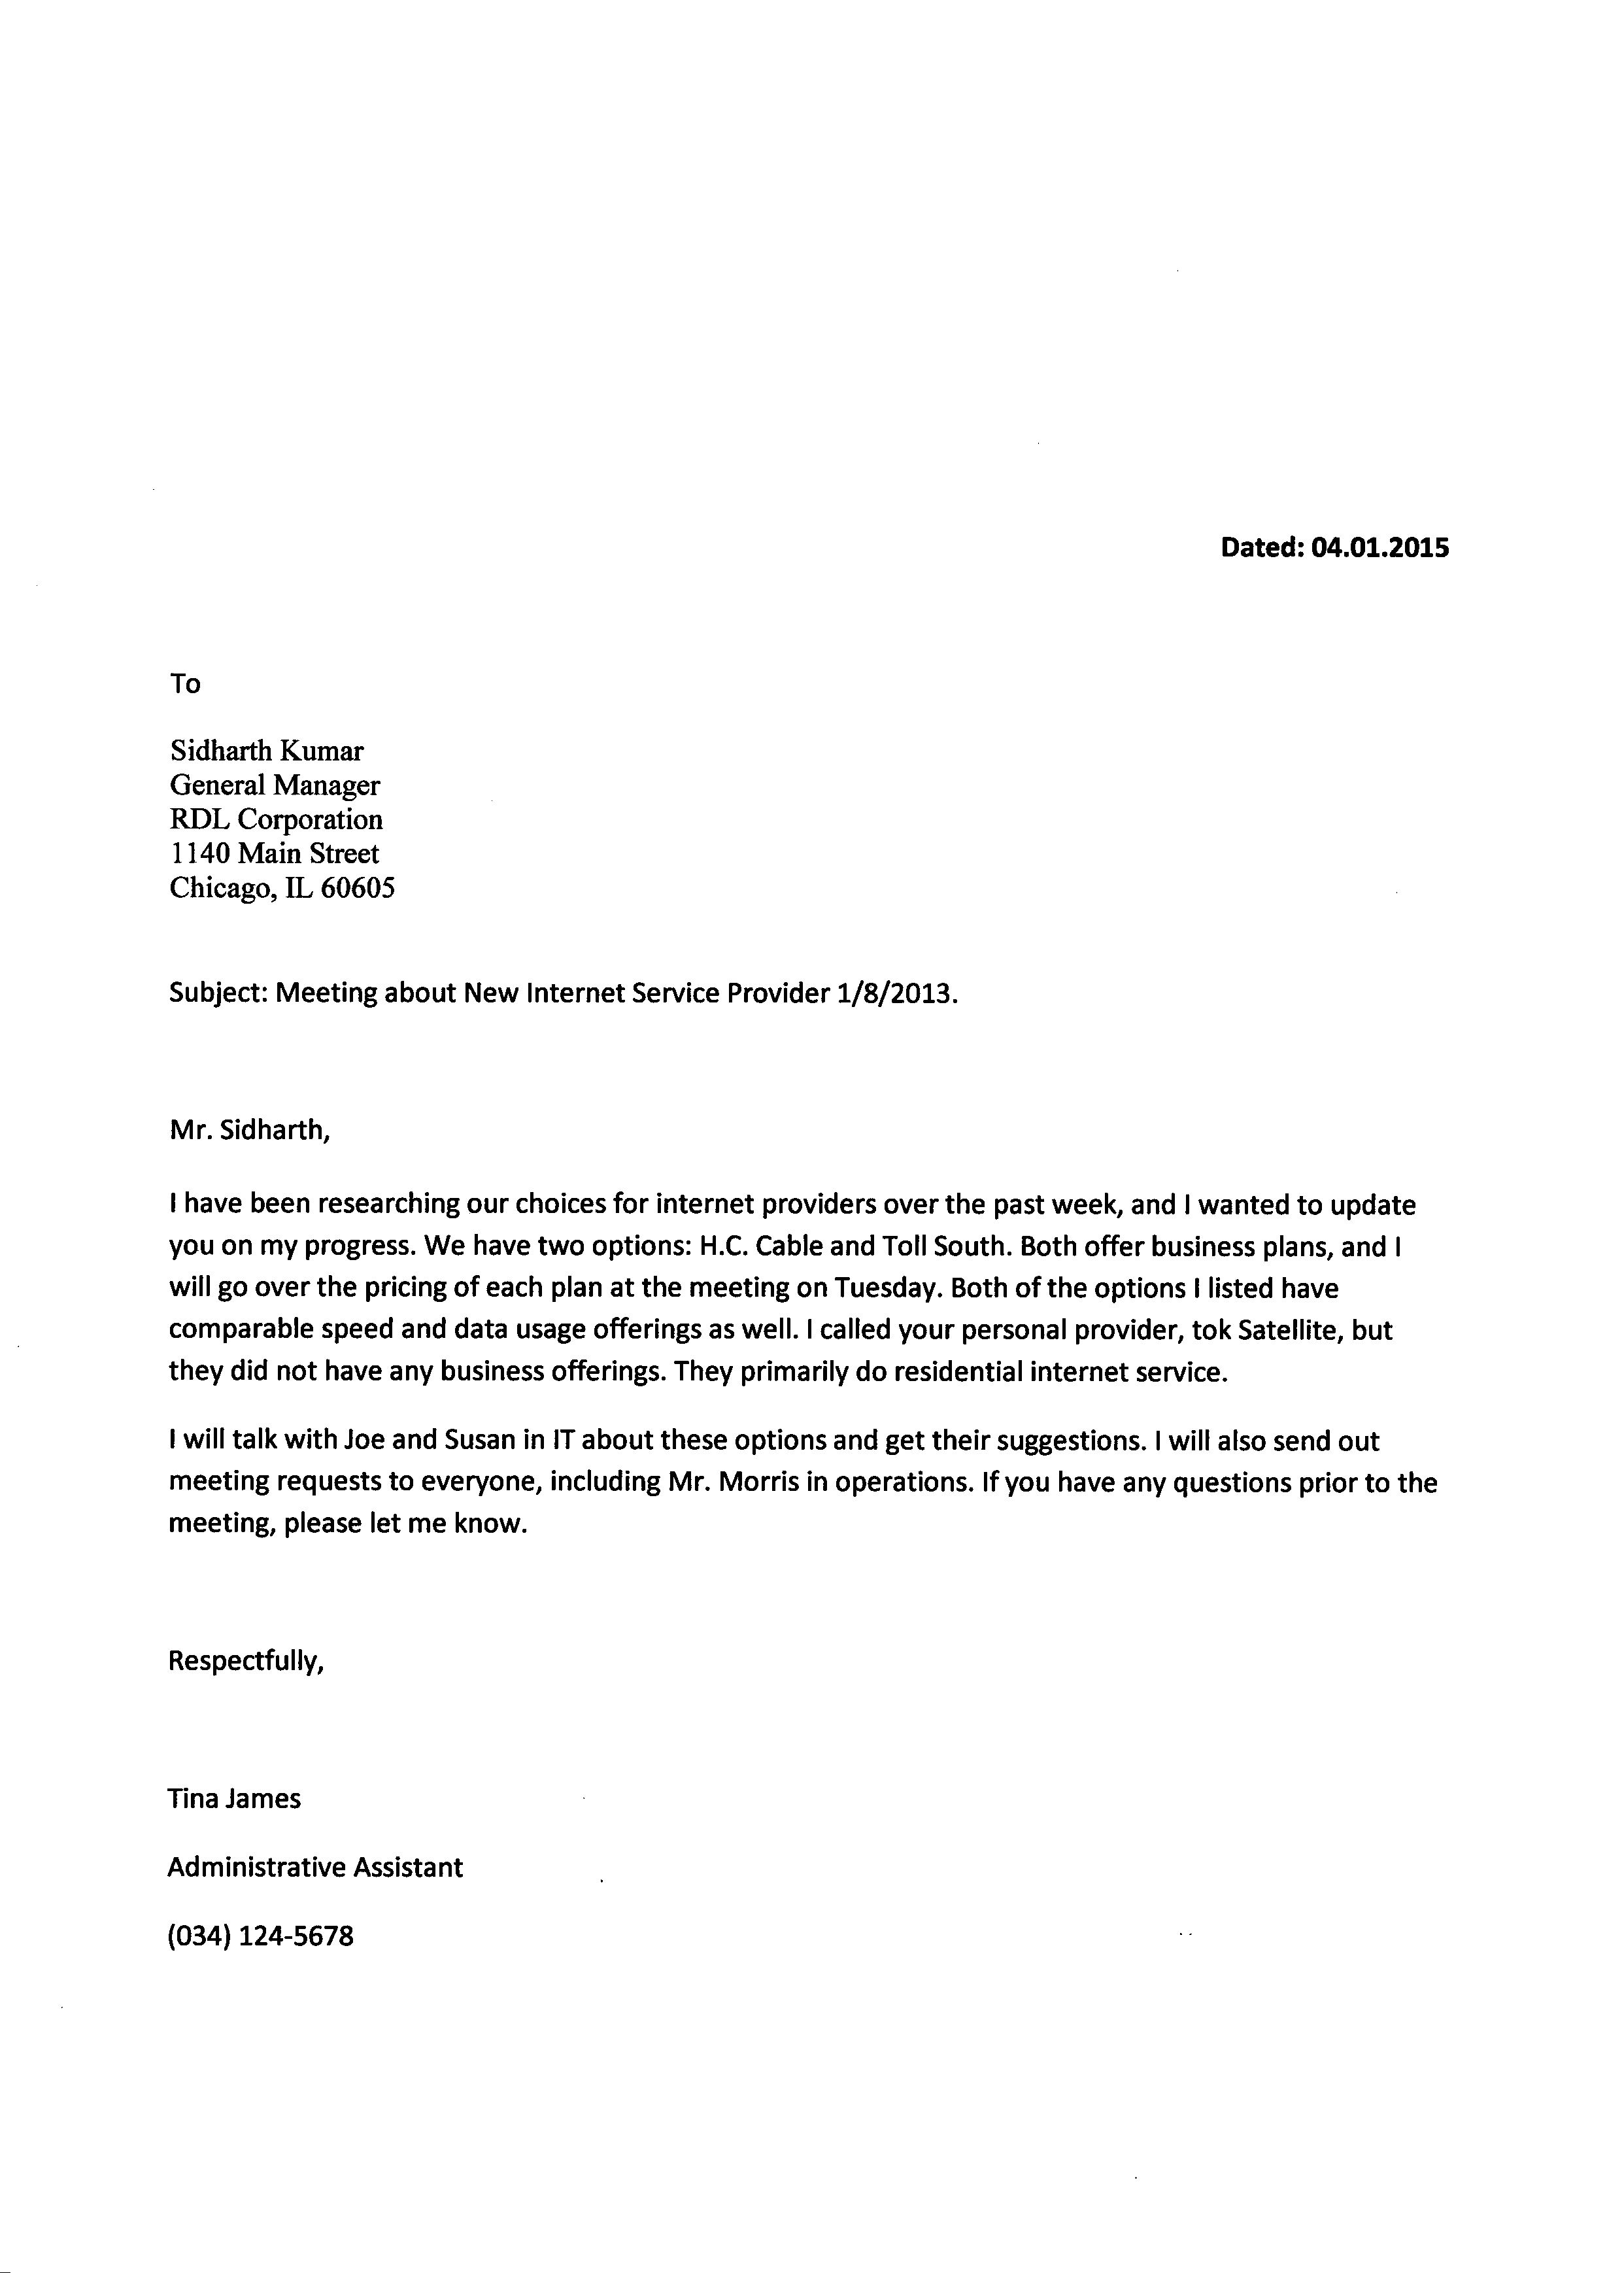 Dated: 04.01.2015
To
Sidharth Kumar
General Manager
RDL Corporation
1140 Main Street
Chicago, IL 60605
Subject: Meeting about New Internet Service Provider 1/8/2013.
Mr. Sidharth,
I have been researching our choices for internet providers over the past week, and I wanted to update
you on my progress. We have two options: H.C. Cable and Toll South. Both offer business plans, and I
will go over the pricing of each plan at the meeting on Tuesday. Both of the options I listed have
comparable speed and data usage offerings as well. I called your personal provider, tok Satellite, but
they did not have any business offerings. They primarily do residential internet service.
I will talk with Joe and Susan in IT about these options and get their suggestions. I will also send out
meeting requests to everyone, including Mr. Morris in operations. If you have any questions prior to the
meeting, please let me know.
Respectfully,
Tina James
Administrative Assistant
(034) 124-5678